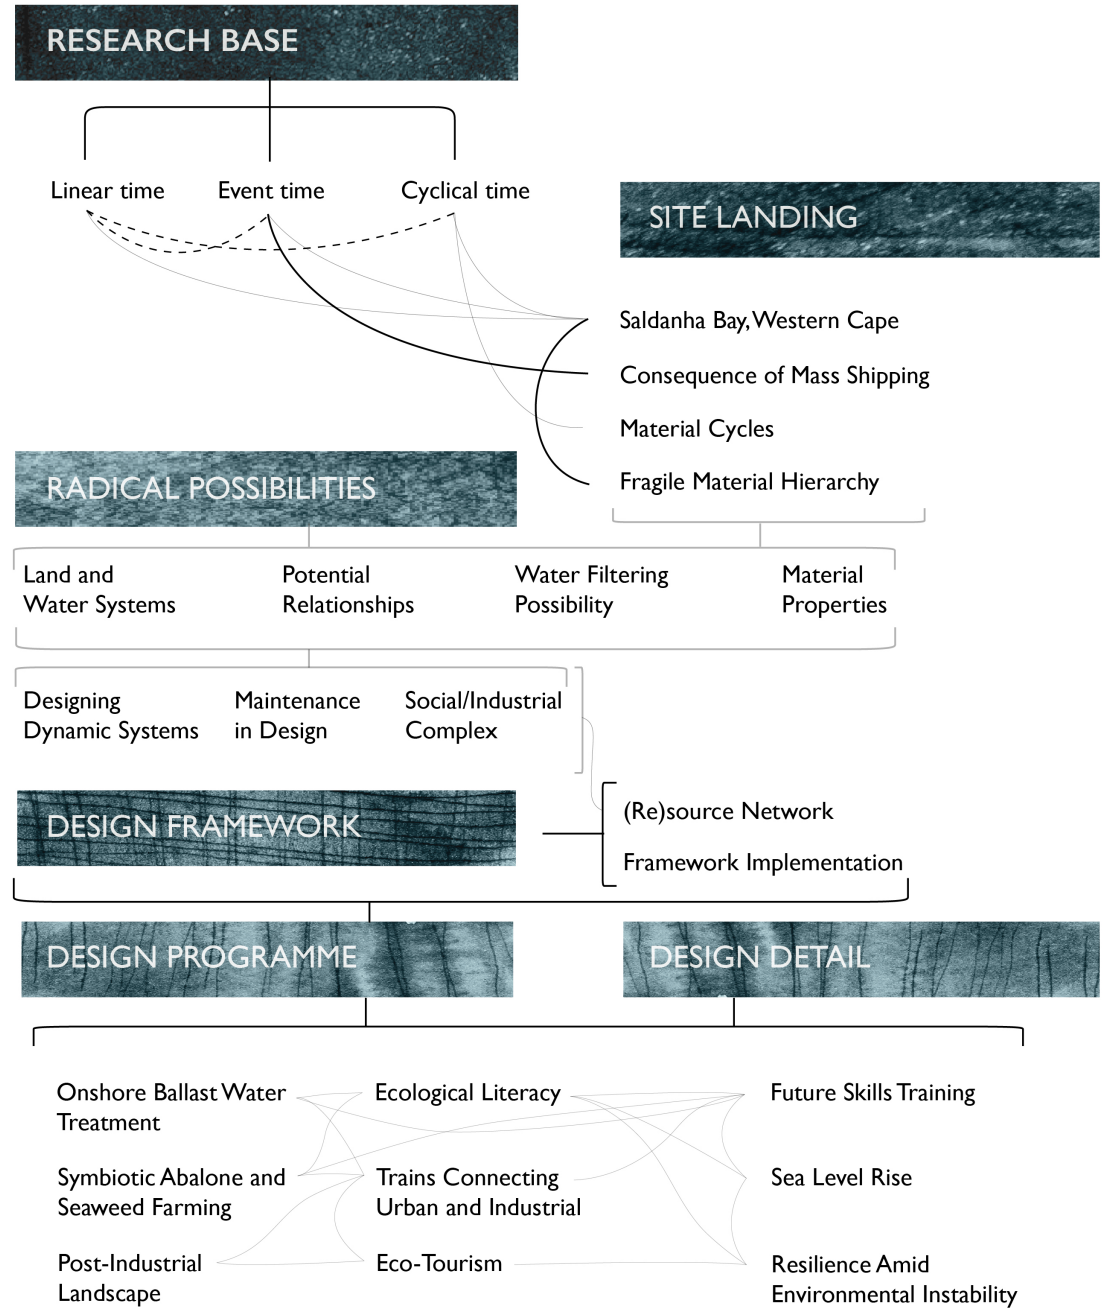 RESEARCH BASE
Linear time
Event time
Cyclical time
SITE LANDING
Saldanha Bay, Western Cape
Consequence of Mass Shipping
Material Cycles
Fragile Material Hierarchy
RADICAL POSSIBILITIES
Land and
Water Systems
Potential
Relationships
Water Filtering
Possibility
Material
Properties
Designing
Dynamic Systems
Maintenance
in Design
Social/Industrial
Complex
DESIGN FRAMEWORK
(Re)source Network
Framework Implementation
DESIGN PROGRAMME
DESIGN DETAIL
Onshore Ballast Water
Treatment
Ecological Literacy
Future Skills Training
Symbiotic Abalone and
Seaweed Farming
Trains Connecting
Urban and Industrial
Sea Level Rise
Post-Industrial
Landscape
Eco-Tourism
Resilience Amid
Environmental Instability